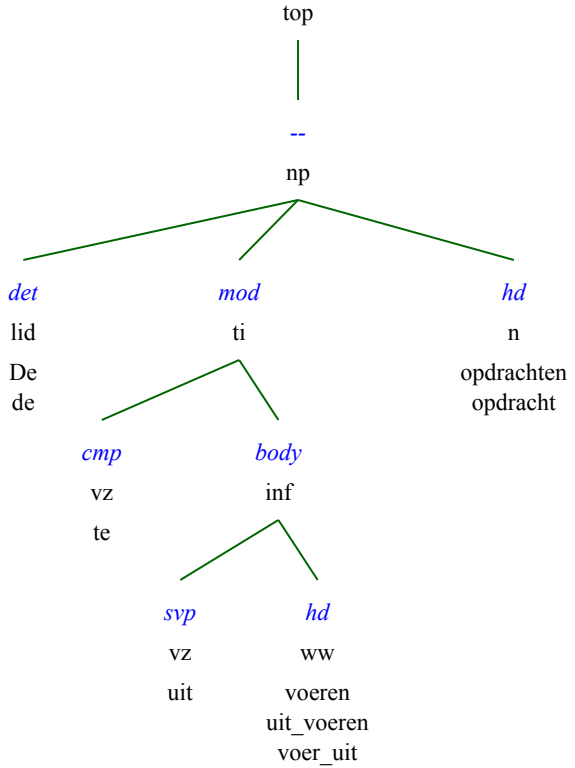 top
--
np
det mod hd
lid ti n
De opdrachten
de opdracht
cmp body
vz inf
te
svp hd
vz ww
uit voeren
uit_voeren
voer_uit